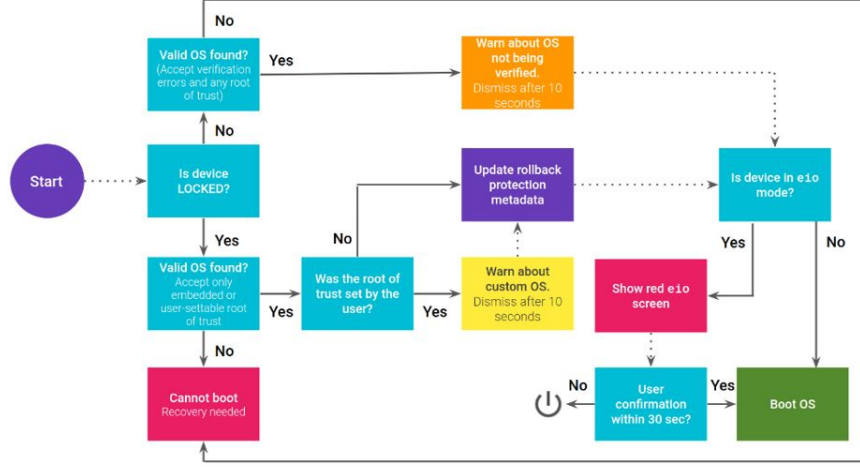 No
Valid OS found?
(Accept verification
errors and any root
of trust)
Yes
Warn about OS
not being
verified.
Dismiss after 10
seconds
No
Start
Is device
LOCKED?
Update rollback
protection
metadata
Is device in eio
mode?
Yes
No
Yes
No
Valid OS found?
Accept only
embedded or
user-settable root
of trust
Yes
Was the root of
trust set by the
user?
Yes
Warn about
custom OS.
Dismiss after 10
seconds
Show red eio
screen
No
Cannot boot
Recovery needed
No
User
confirmation
within 30 sec?
Yes
Boot OS